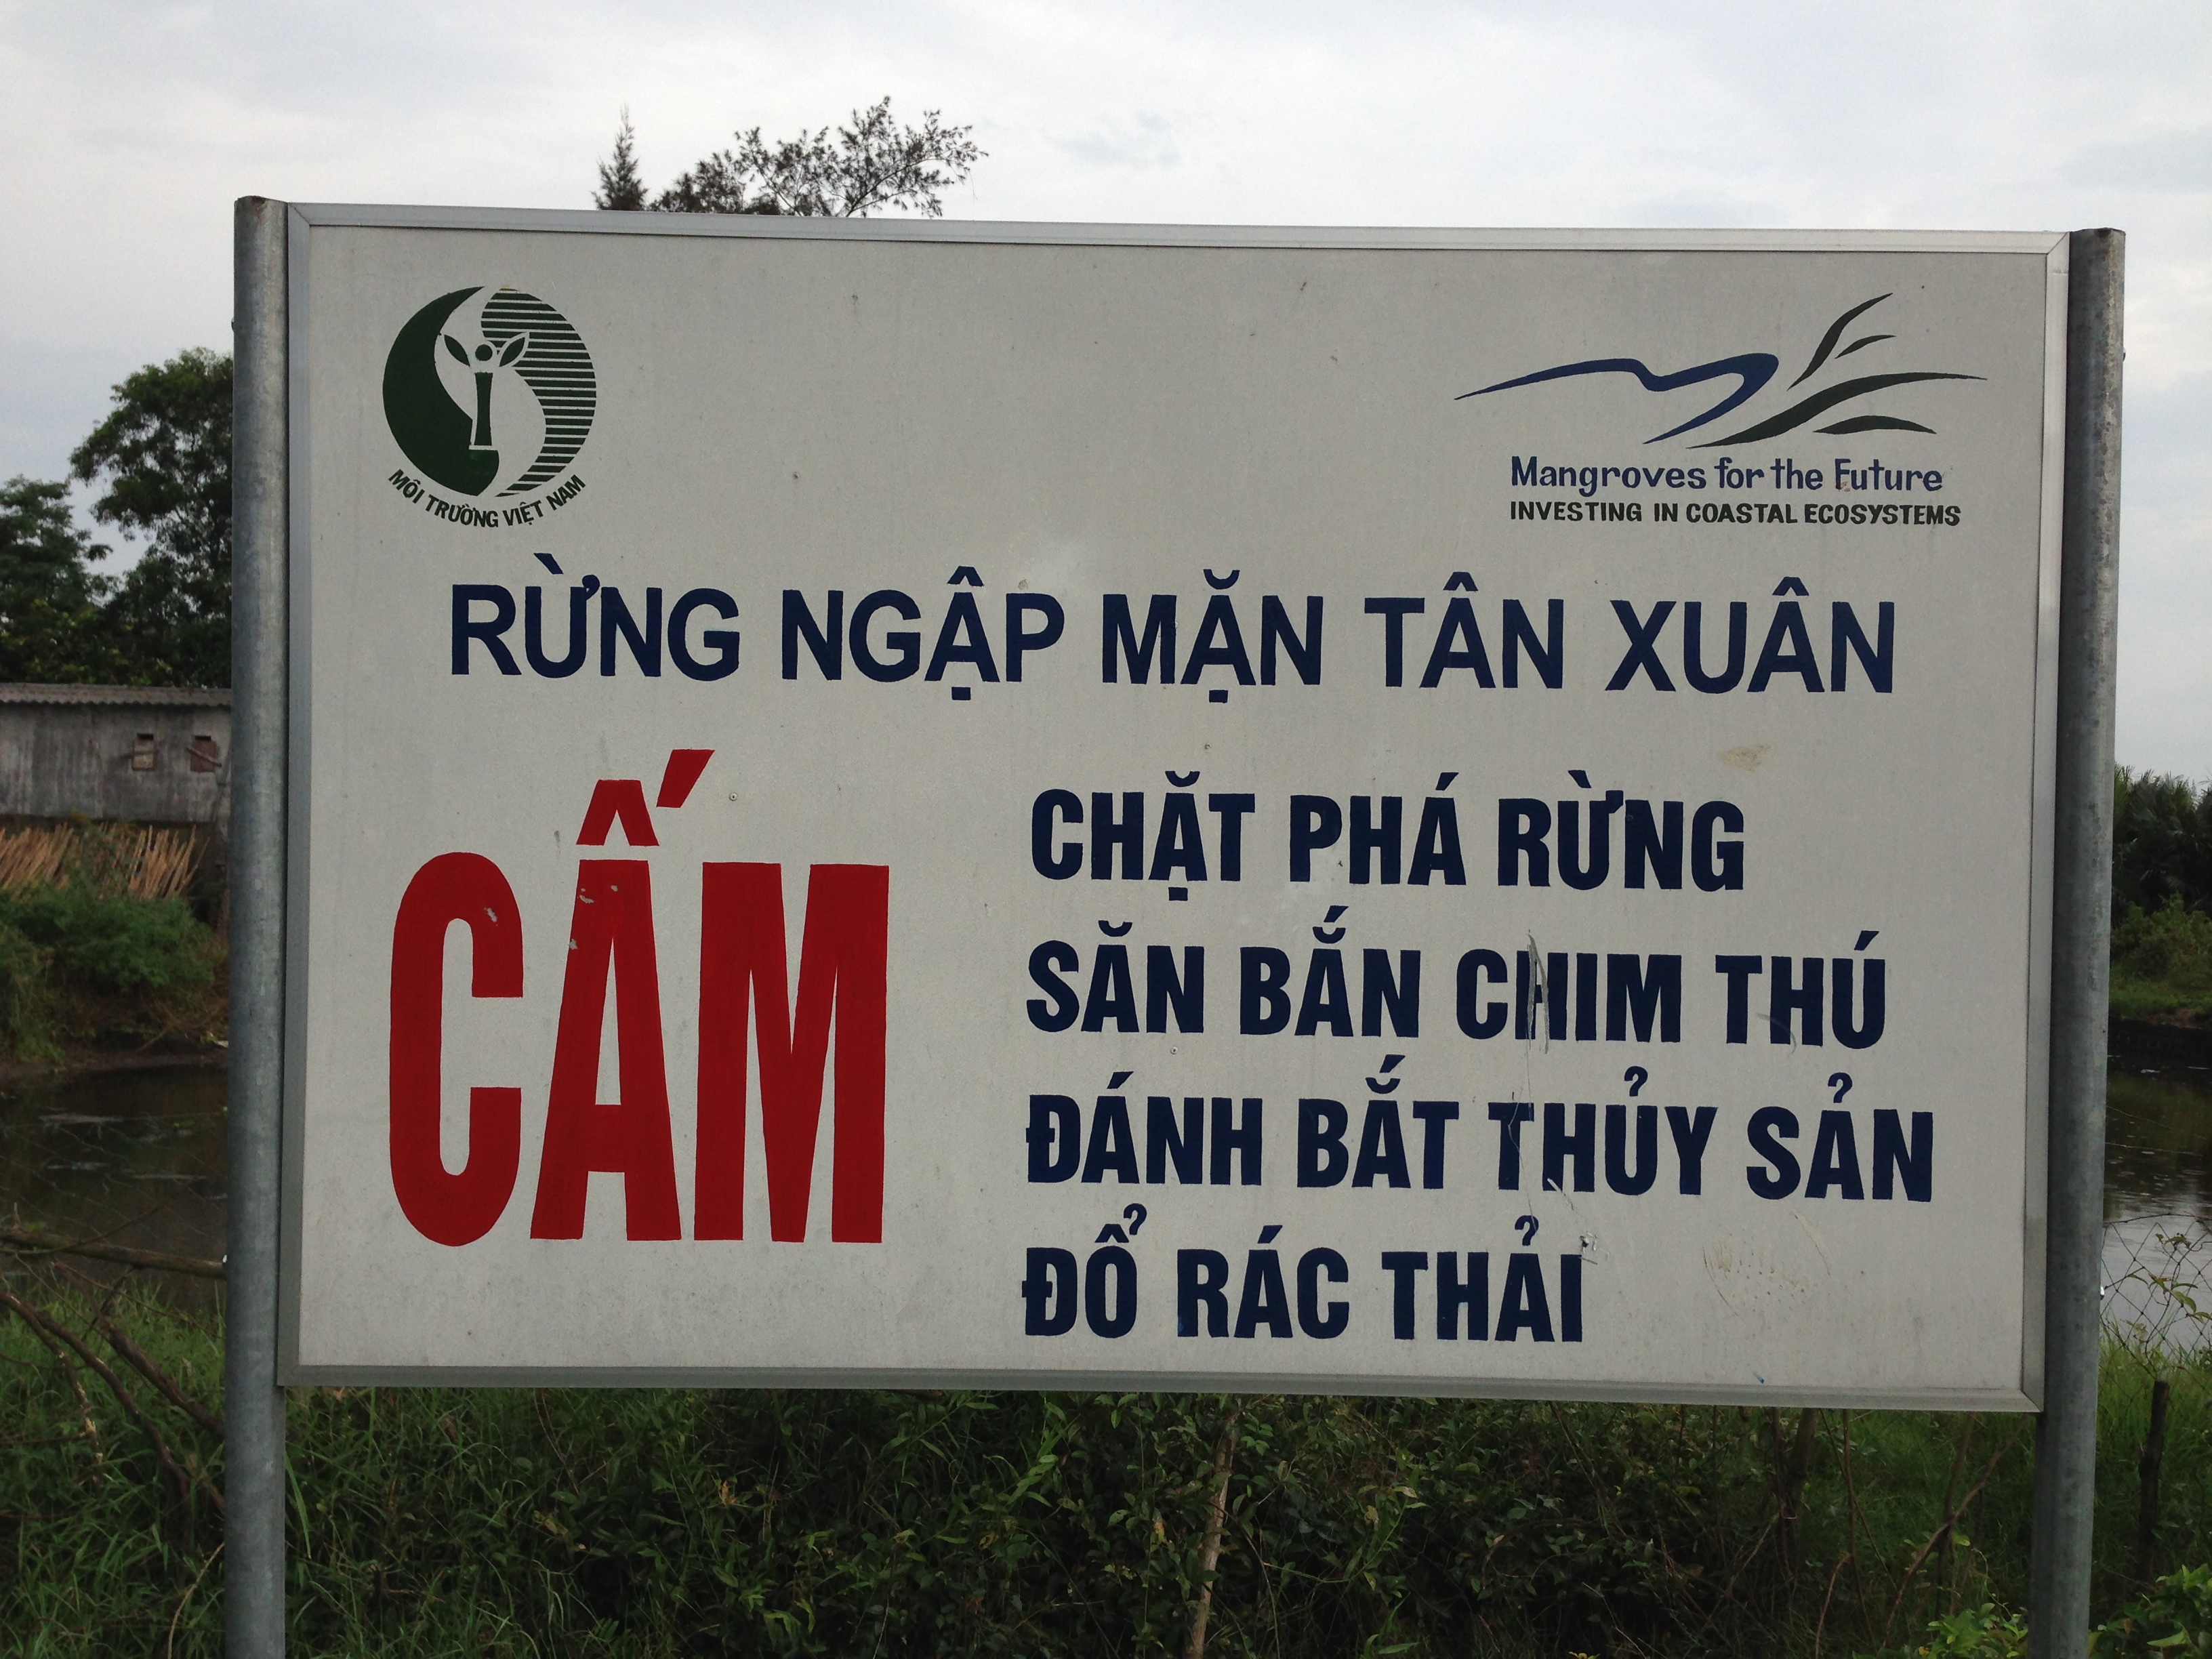 MÔI TRƯỜNG VIỆT NAM
Mangroves for the Future
INVESTING IN COASTAL ECOSYSTEMS
RỪNG NGẬP MẶN TÂN XUÂN
CẤM
CHẶT PHÁ RỪNG
SĂN BẮN CHIM THÚ
ĐÁNH BẮT THỦY SẢN
ĐỔ RÁC THẢI